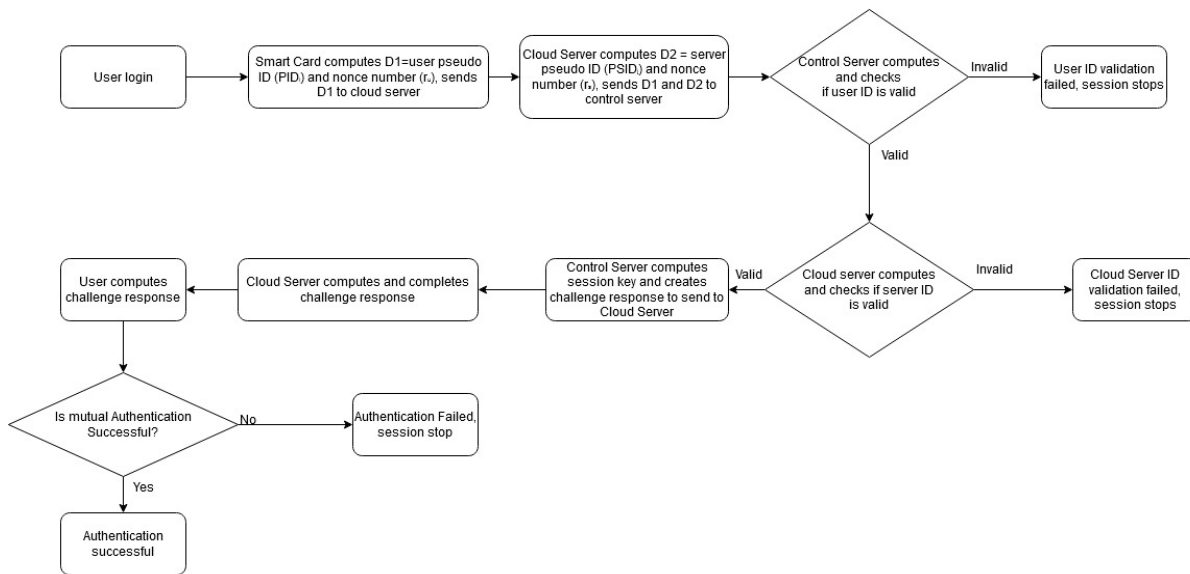 User login
Smart Card computes D1=user pseudo
ID (PIDᵢ) and nonce number (rᵤ), sends
D1 to cloud server
Cloud Server computes D2 = server
pseudo ID (PSIDⱼ) and nonce
number (rₛ), sends D1 and D2 to
control server
Control Server computes
and checks
if user ID is valid
Invalid
User ID validation
failed, session stops
Valid
User computes
challenge response
Cloud Server computes and completes
challenge response
Control Server computes
session key and creates
challenge response to send to
Cloud Server
Valid
Cloud server computes
and checks if server ID
is valid
Invalid
Cloud Server ID
validation failed,
session stops
Is mutual Authentication
Successful?
No
Authentication Failed,
session stop
Yes
Authentication
successful